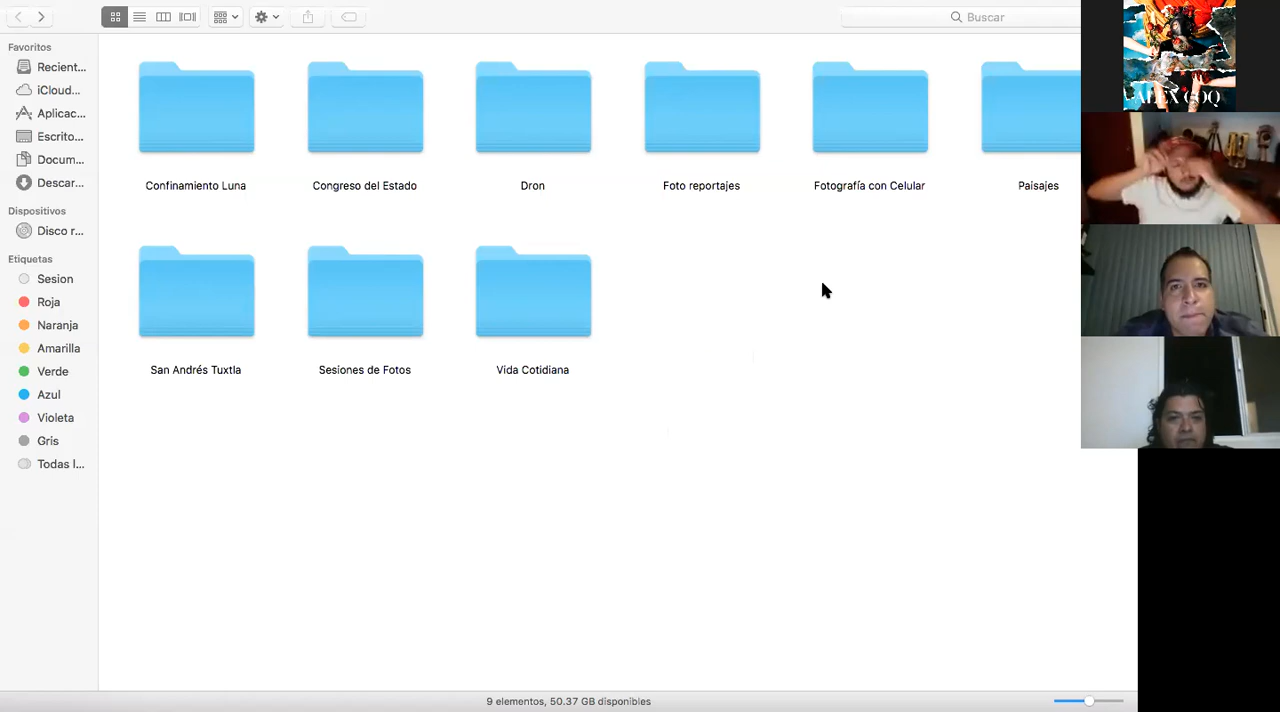 Buscar
Favoritos
Recient...
iCloud...
Aplicac...
Escrito...
Docum...
Descar...
Dispositivos
Disco r...
Etiquetas
Sesion
Roja
Naranja
Amarilla
Verde
Azul
Violeta
Gris
Todas l...
Confinamiento Luna
Congreso del Estado
Dron
Foto reportajes
Fotografía con Celular
Paisajes
San Andrés Tuxtla
Sesiones de Fotos
Vida Cotidiana
9 elementos, 50.37 GB disponibles
ALEX COQ